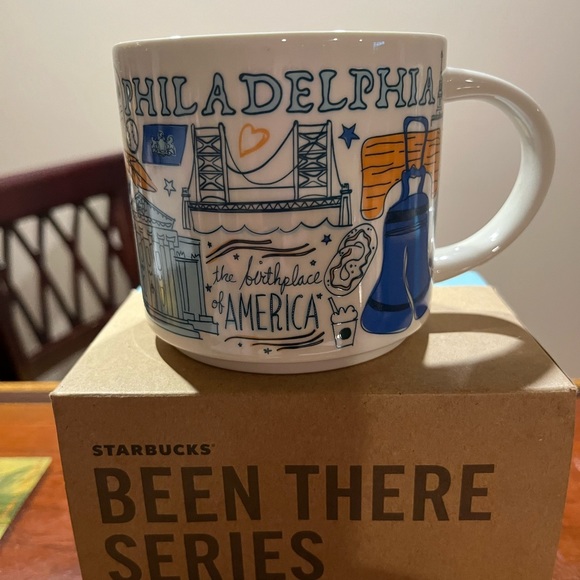 PHILADELPHIA
the birthplace
of AMERICA
STARBUCKS
BEEN THERE
SERIES